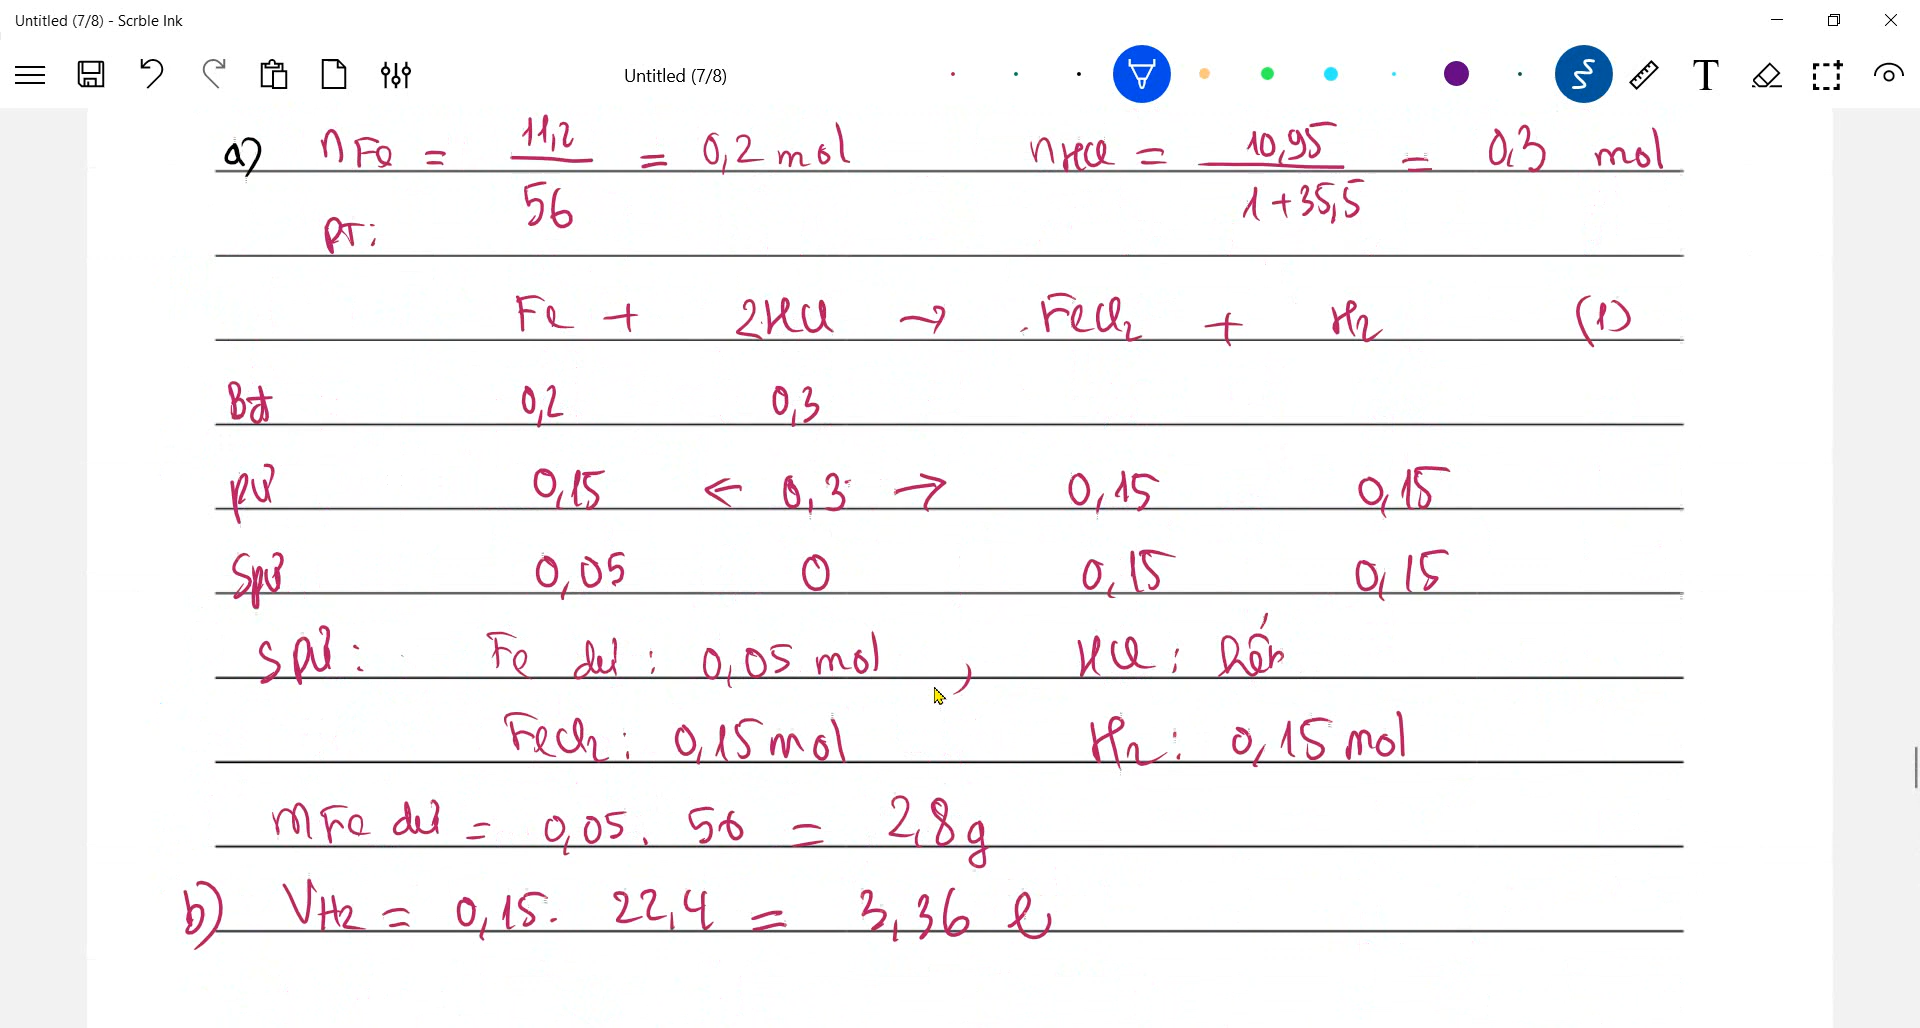 Untitled (7/8) - Scrble Ink
Untitled (7/8)
T
a) nFe = 11,2/56 = 0,2 mol nHCl = 10,95/1+35,5 = 0,3 mol
PT:
Fe + 2HCl → FeCl2 + H2 (1)
Bđ 0,2 0,3
pứ 0,15 ← 0,3 → 0,15 0,15
Spứ 0,05 0 0,15 0,15
Spứ: Fe dư: 0,05 mol, HCl: hết
FeCl2: 0,15 mol H2: 0,15 mol
mFe dư = 0,05. 56 = 2,8g
b) VH2 = 0,15. 22,4 = 3,36 l